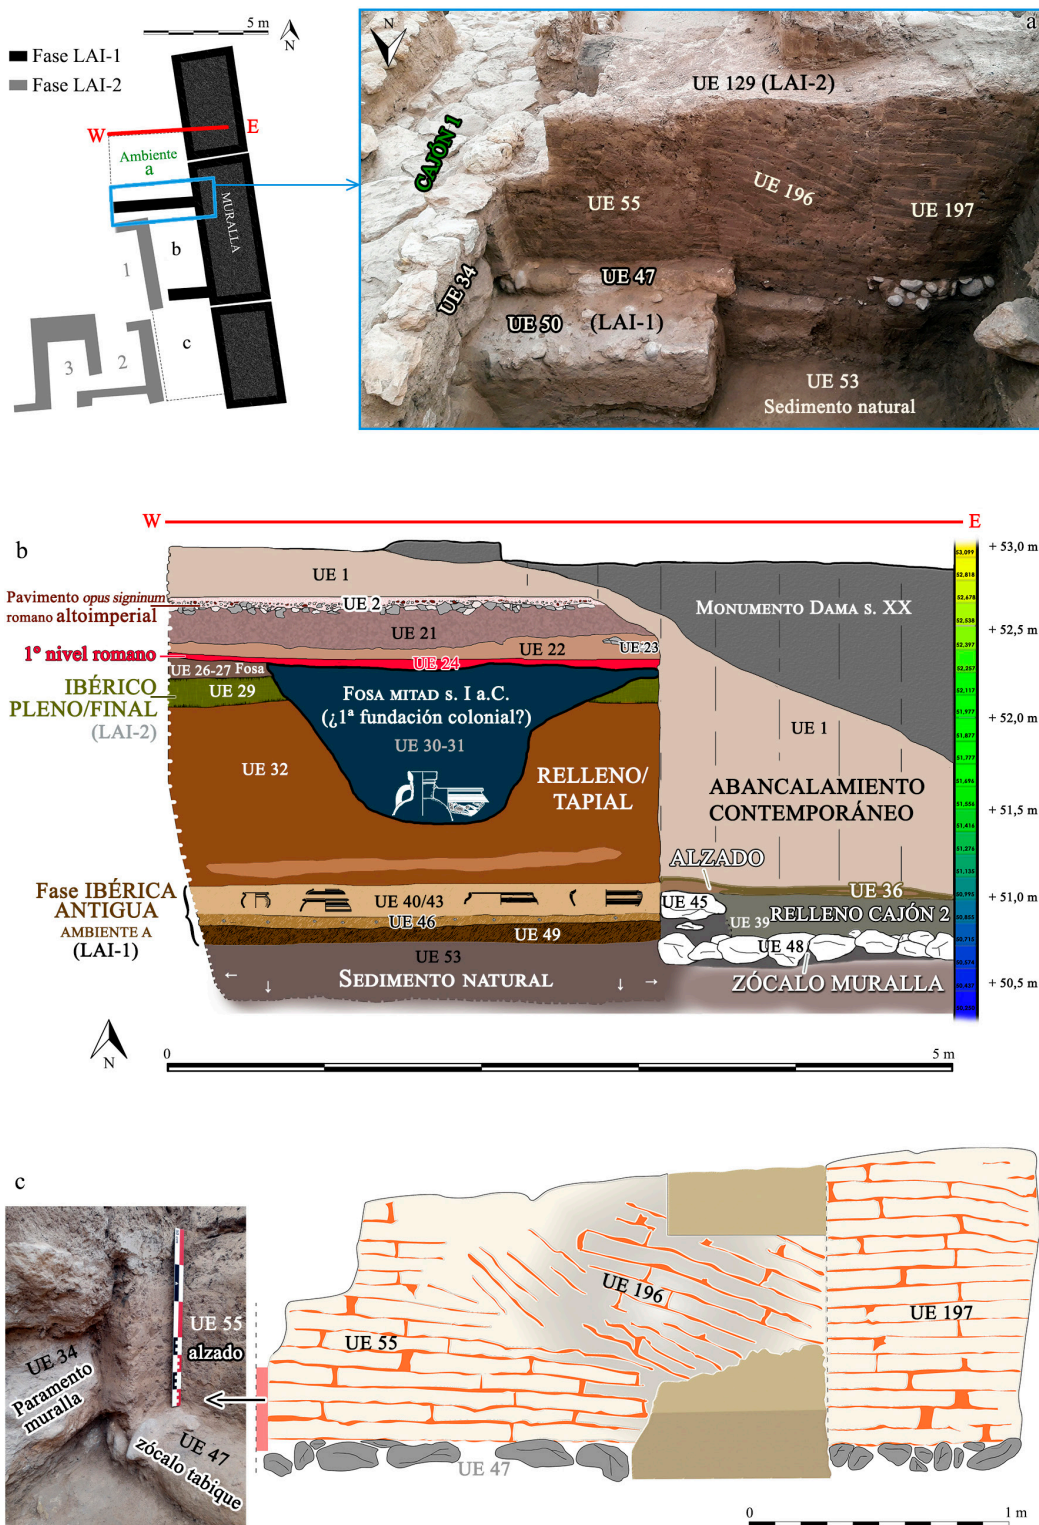 5 m
N
Fase LAI-1
Fase LAI-2
W
E
Ambiente
a
MURALLA
b
1
c
2
3
a
N
UE 129 (LAI-2)
CAJÓN 1
UE 55
UE 196
UE 197
UE 34
UE 47
UE 50
(LAI-1)
UE 53
Sedimento natural
W
E
b
+ 53,0 m
UE 1
Pavimento opus signinum
romano altoimperial
UE 2
MONUMENTO DAMA S. XX
UE 21
+ 52,5 m
UE 22
UE 23
1º nivel romano
UE 24
UE 26-27 Fosa
UE 29
IBÉRICO
PLENO/FINAL
(LAI-2)
FOSA MITAD S. I a.C.
(¿1ª fundación colonial?)
UE 30-31
+ 52,0 m
UE 1
UE 32
RELLENO/
TAPIAL
ABANCALAMIENTO
CONTEMPORÁNEO
+ 51,5 m
ALZADO
Fase IBÉRICA
ANTIGUA
AMBIENTE A
(LAI-1)
UE 40/43
UE 46
UE 49
UE 36
+ 51,0 m
UE 45
UE 39
RELLENO CAJÓN 2
UE 48
UE 53
SEDIMENTO NATURAL
ZÓCALO MURALLA
+ 50,5 m
N
0
5 m
c
UE 55
alzado
UE 34
Paramento
muralla
UE 47
zócalo tabique
UE 55
UE 196
UE 197
UE 47
0
1 m